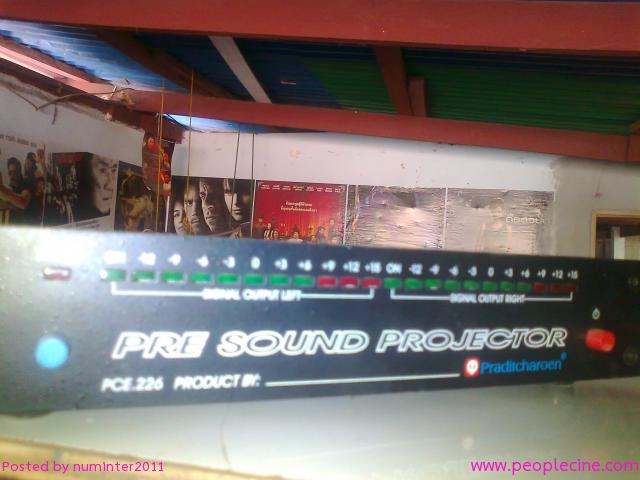 ON -12 -9 -6 -3 0 +3 +6 +9 +12 +15 ON -12 -9 -6 -3 0 +3 +6 +9 +12 +15
SIGNAL OUTPUT LEFT SIGNAL OUTPUT RIGHT
PRE SOUND PROJECTOR
Praditcharoen
PCE.226 PRODUCT BY:
Posted by numinter2011
www.peoplecine.com